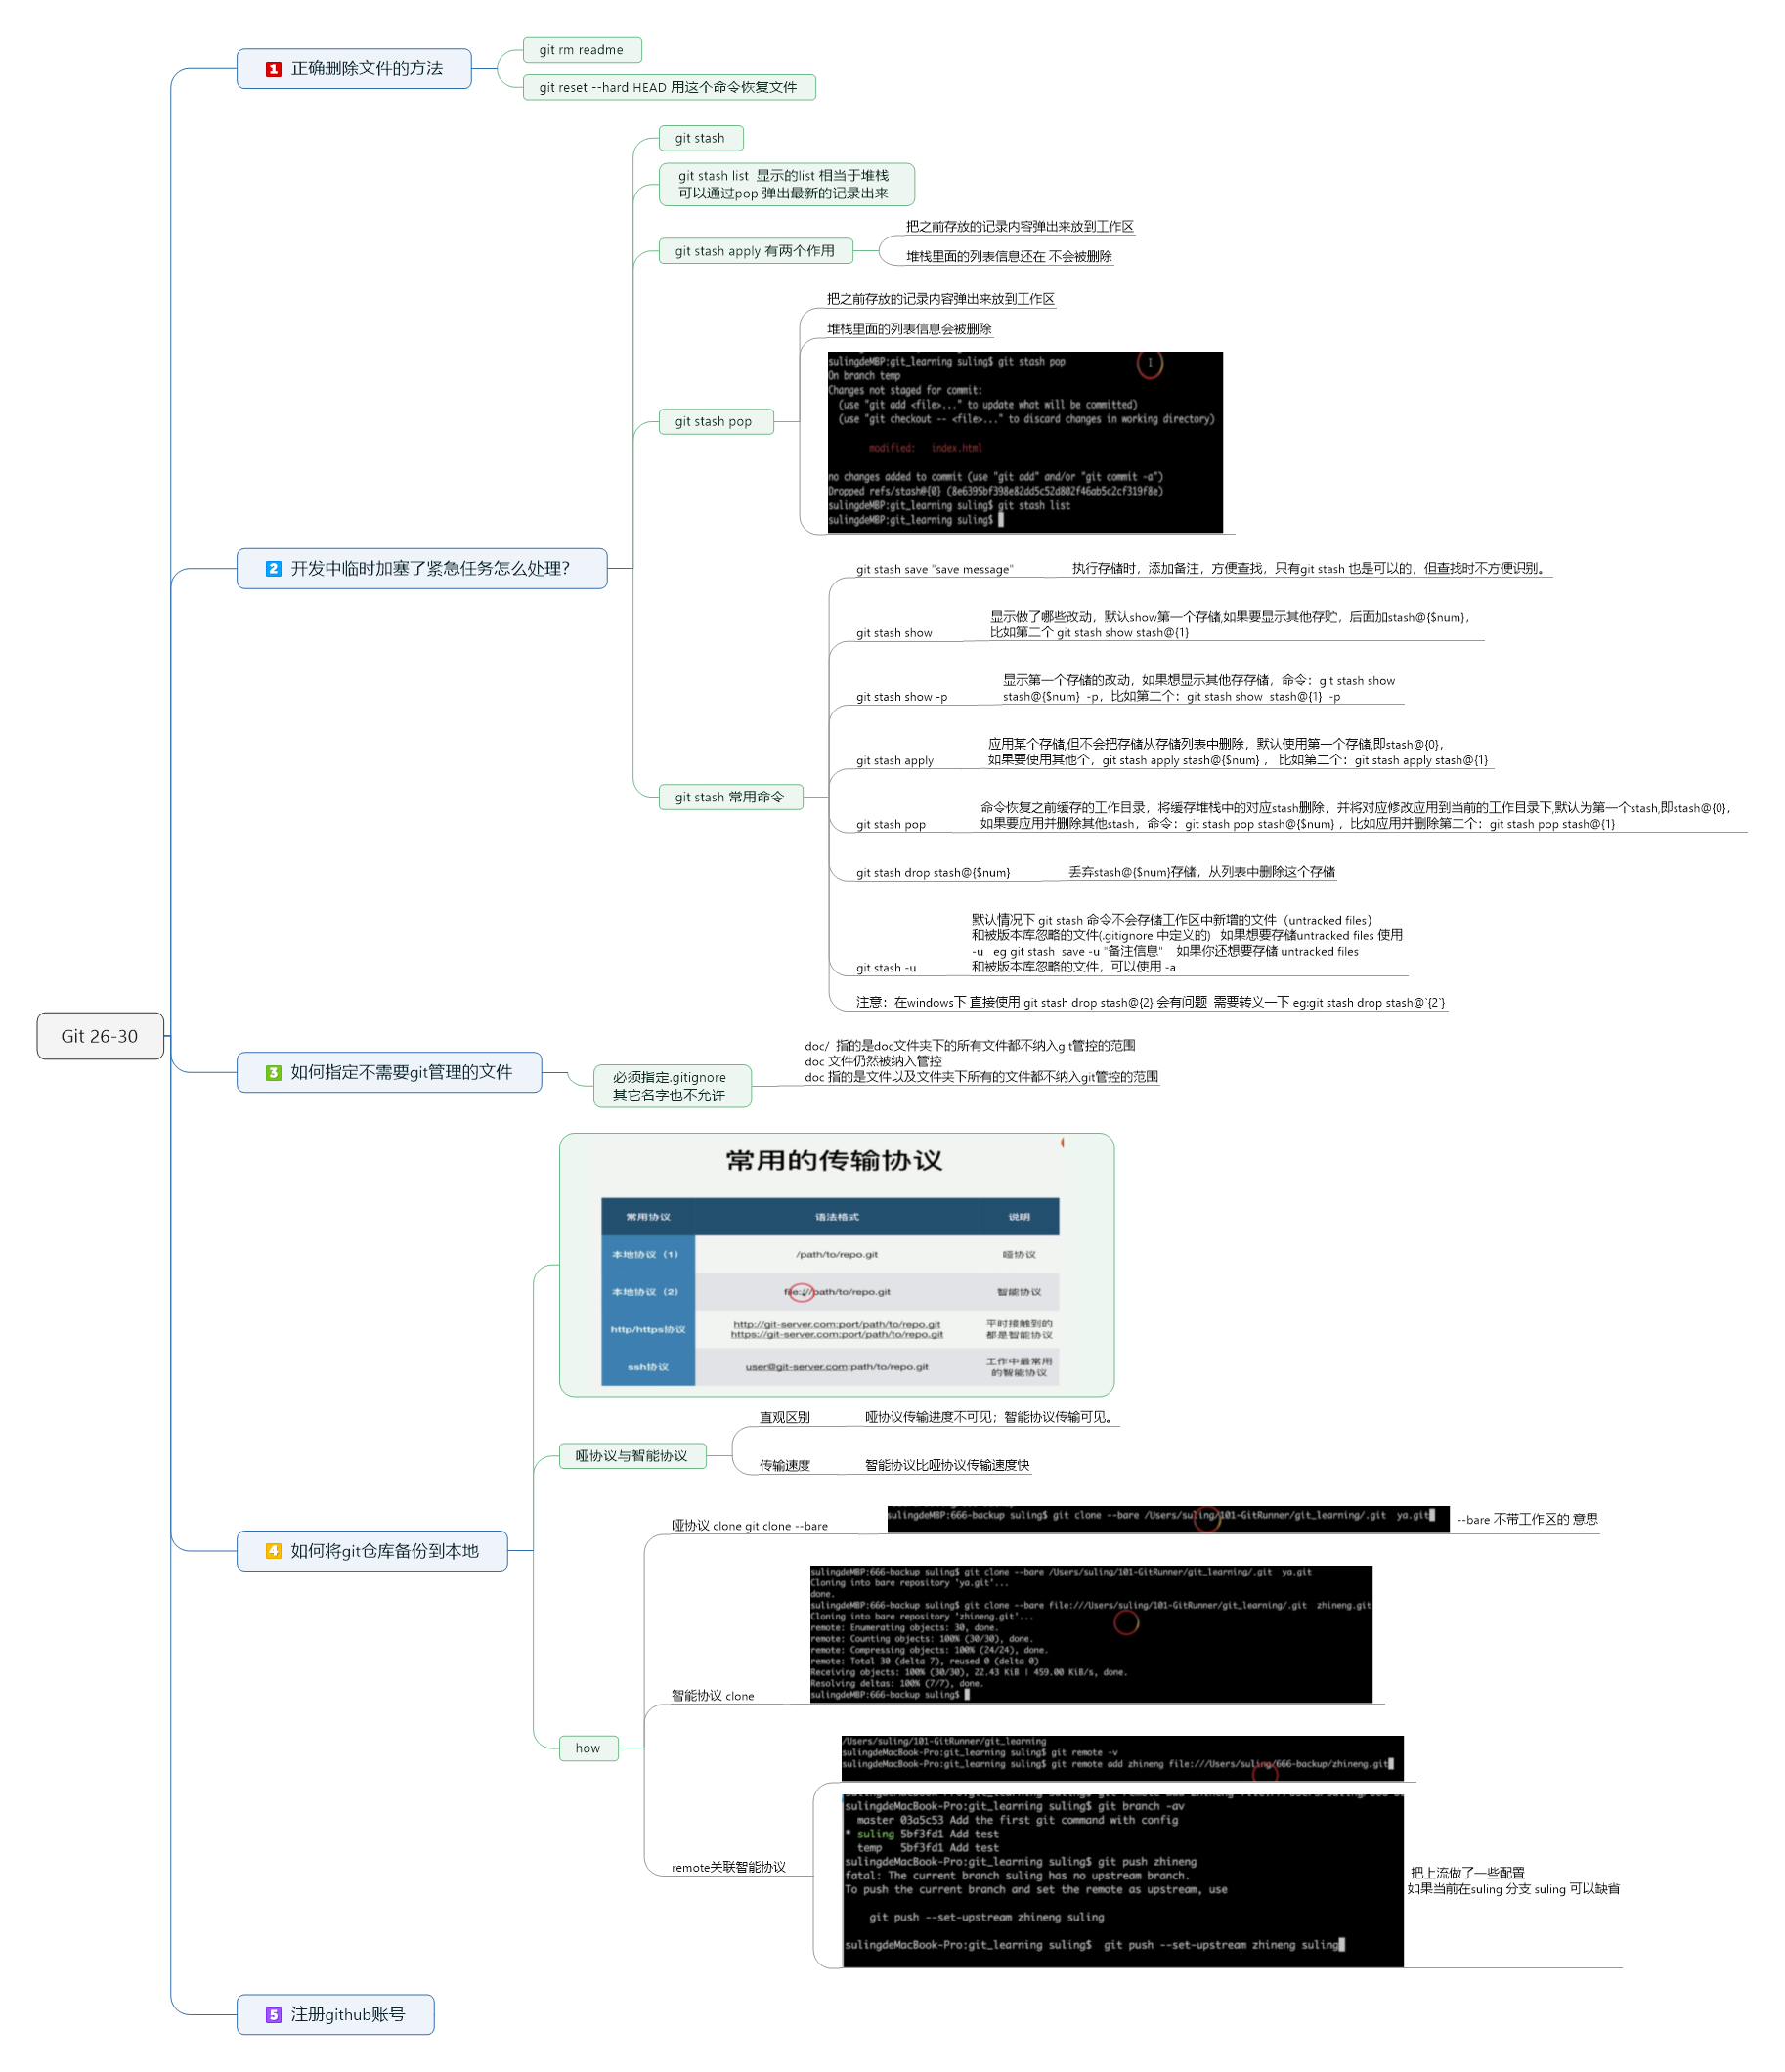 Git 26-30
1 正确删除文件的方法
git rm readme
git reset --hard HEAD 用这个命令恢复文件
2 开发中临时加塞了紧急任务怎么处理？
git stash
git stash list  显示的list 相当于堆栈
可以通过pop 弹出最新的记录出来
git stash apply 有两个作用
把之前存放的记录内容弹出来放到工作区
堆栈里面的列表信息还在 不会被删除
git stash pop
把之前存放的记录内容弹出来放到工作区
堆栈里面的列表信息会被删除
sulingdeMBP:git_learning suling$ git stash pop
On branch temp
Changes not staged for commit:
(use "git add <file>..." to update what will be committed)
(use "git checkout -- <file>..." to discard changes in working directory)
modified:   index.html
no changes added to commit (use "git add" and/or "git commit -a")
Dropped refs/stash@{0} (8e6395bf398e82dd5c52d802f46ab5c2cf319f8e)
sulingdeMBP:git_learning suling$ git stash list
sulingdeMBP:git_learning suling$
git stash 常用命令
git stash save "save message"
执行存储时，添加备注，方便查找，只有git stash 也是可以的，但查找时不方便识别。
git stash show
显示做了哪些改动，默认show第一个存储,如果要显示其他存贮，后面加stash@{$num}，
比如第二个 git stash show stash@{1}
git stash show -p
显示第一个存储的改动，如果想显示其他存存储，命令：git stash show
stash@{$num}  -p，比如第二个：git stash show  stash@{1}  -p
git stash apply
应用某个存储,但不会把存储从存储列表中删除，默认使用第一个存储,即stash@{0}，
如果要使用其他个，git stash apply stash@{$num} ， 比如第二个：git stash apply stash@{1}
git stash pop
命令恢复之前缓存的工作目录，将缓存堆栈中的对应stash删除，并将对应修改应用到当前的工作目录下,默认为第一个stash,即stash@{0}，
如果要应用并删除其他stash，命令：git stash pop stash@{$num} ，比如应用并删除第二个：git stash pop stash@{1}
git stash drop stash@{$num}
丢弃stash@{$num}存储，从列表中删除这个存储
git stash -u
默认情况下 git stash 命令不会存储工作区中新增的文件（untracked files）
和被版本库忽略的文件(.gitignore 中定义的)   如果想要存储untracked files 使用
-u   eg git stash  save -u "备注信息"    如果你还想要存储 untracked files
和被版本库忽略的文件，可以使用 -a
注意：在windows下 直接使用 git stash drop stash@{2} 会有问题  需要转义一下 eg:git stash drop stash@`{2`}
3 如何指定不需要git管理的文件
必须指定.gitignore
其它名字也不允许
doc/  指的是doc文件夹下的所有文件都不纳入git管控的范围
doc 文件仍然被纳入管控
doc 指的是文件以及文件夹下所有的文件都不纳入git管控的范围
4 如何将git仓库备份到本地
常用的传输协议
常用协议 语法格式 说明
本地协议（1） /path/to/repo.git 哑协议
本地协议（2） file:///path/to/repo.git 智能协议
http/https协议
http://git-server.com:port/path/to/repo.git
https://git-server.com:port/path/to/repo.git
平时接触到的
都是智能协议
ssh协议 user@git-server.com:path/to/repo.git
工作中最常用
的智能协议
哑协议与智能协议
直观区别 哑协议传输进度不可见；智能协议传输可见。
传输速度 智能协议比哑协议传输速度快
how
哑协议 clone git clone --bare
sulingdeMBP:666-backup suling$ git clone --bare /Users/suling/101-GitRunner/git_learning/.git  ya.git
--bare 不带工作区的 意思
智能协议 clone
sulingdeMBP:666-backup suling$ git clone --bare /Users/suling/101-GitRunner/git_learning/.git  ya.git
Cloning into bare repository 'ya.git'...
done.
sulingdeMBP:666-backup suling$ git clone --bare file:///Users/suling/101-GitRunner/git_learning/.git  zhineng.git
Cloning into bare repository 'zhineng.git'...
remote: Enumerating objects: 30, done.
remote: Counting objects: 100% (30/30), done.
remote: Compressing objects: 100% (24/24), done.
remote: Total 30 (delta 7), reused 0 (delta 0)
Receiving objects: 100% (30/30), 22.43 KiB | 459.00 KiB/s, done.
Resolving deltas: 100% (7/7), done.
sulingdeMBP:666-backup suling$
remote关联智能协议
/Users/suling/101-GitRunner/git_learning
sulingdeMacBook-Pro:git_learning suling$ git remote -v
sulingdeMacBook-Pro:git_learning suling$ git remote add zhineng file:///Users/suling/666-backup/zhineng.git
sulingdeMacBook-Pro:git_learning suling$ git branch -av
master 03a5c53 Add the first git command with config
* suling 5bf3fd1 Add test
temp   5bf3fd1 Add test
sulingdeMacBook-Pro:git_learning suling$ git push zhineng
fatal: The current branch suling has no upstream branch.
To push the current branch and set the remote as upstream, use
git push --set-upstream zhineng suling
sulingdeMacBook-Pro:git_learning suling$  git push --set-upstream zhineng suling
把上流做了一些配置
如果当前在suling 分支 suling 可以缺省
5 注册github账号